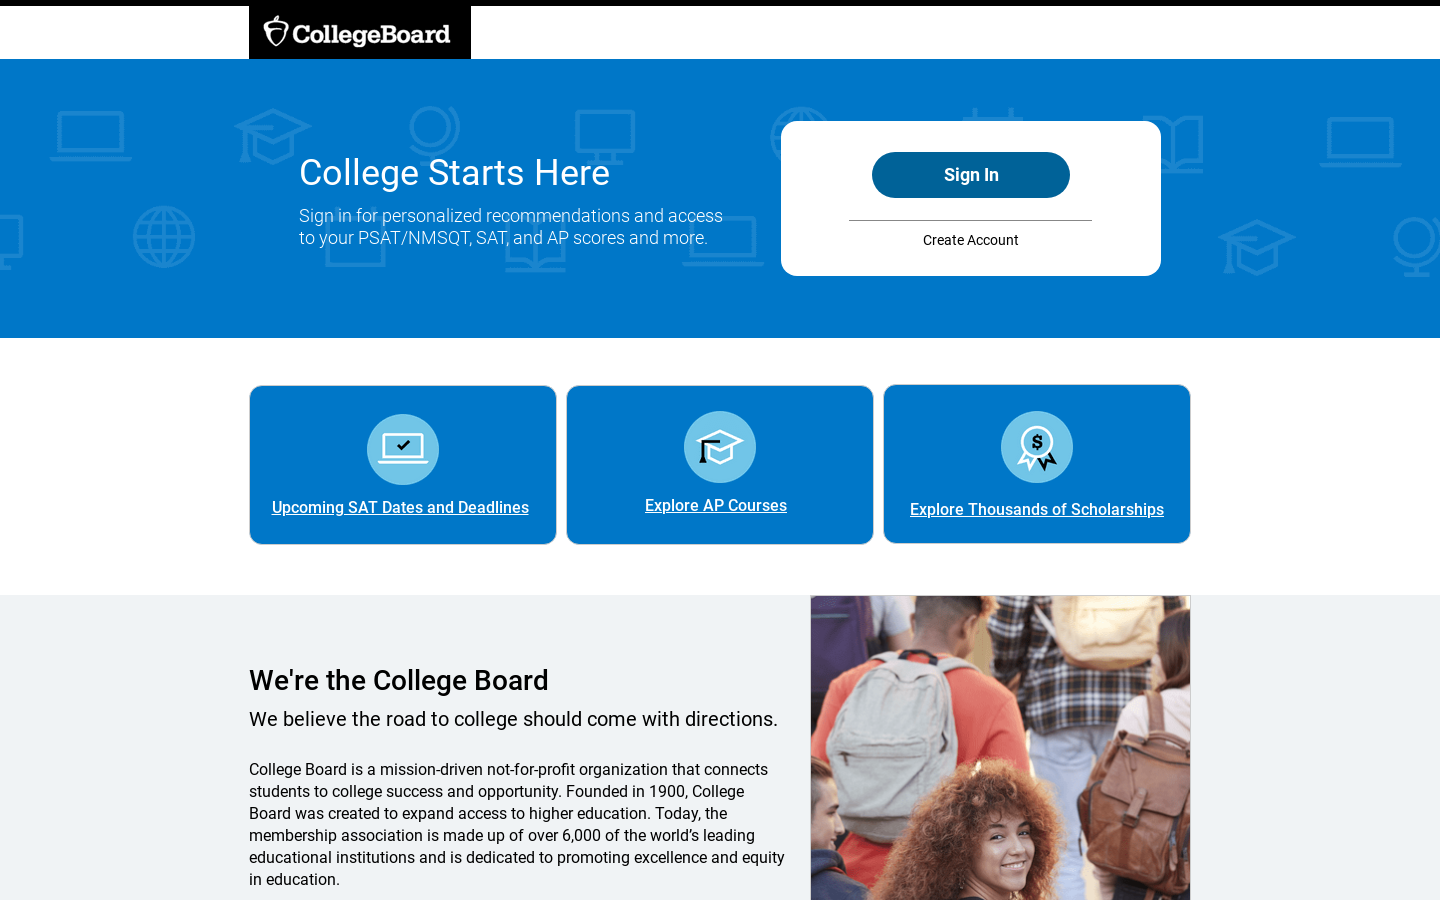 CollegeBoard
College Starts Here
Sign in for personalized recommendations and access
to your PSAT/NMSQT, SAT, and AP scores and more.
Sign In
Create Account
Upcoming SAT Dates and Deadlines
Explore AP Courses
$
Explore Thousands of Scholarships
We're the College Board
We believe the road to college should come with directions.
College Board is a mission-driven not-for-profit organization that connects
students to college success and opportunity. Founded in 1900, College
Board was created to expand access to higher education. Today, the
membership association is made up of over 6,000 of the world’s leading
educational institutions and is dedicated to promoting excellence and equity
in education.